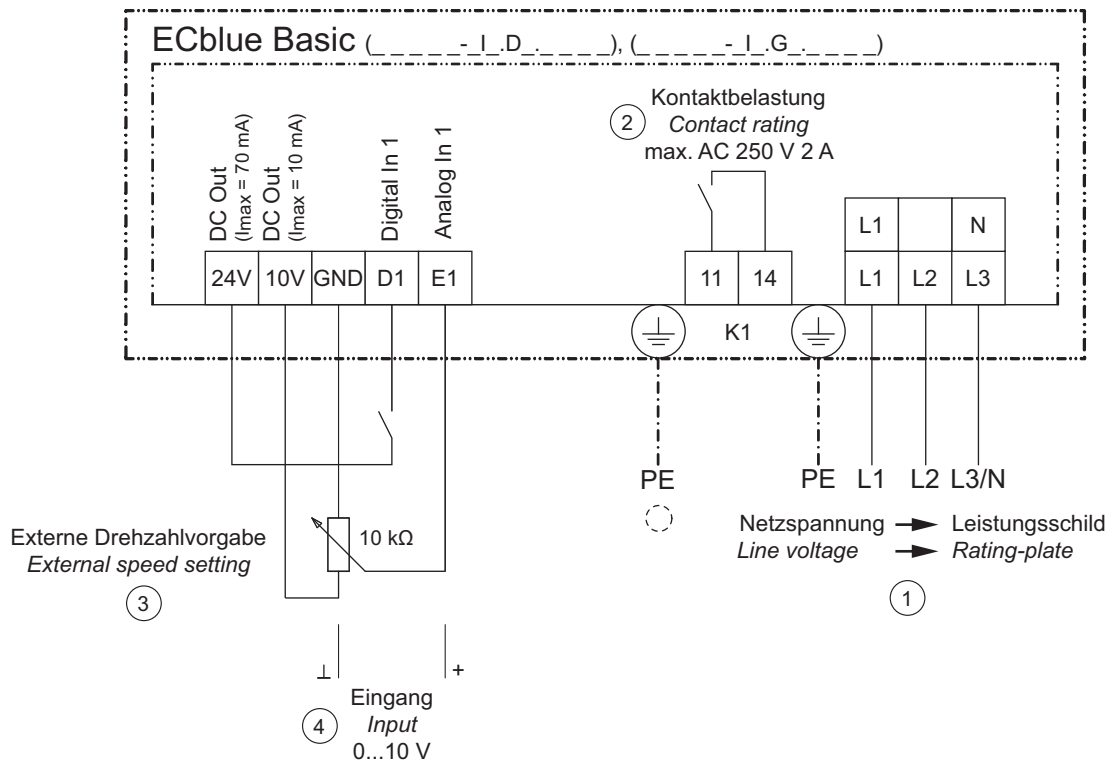 ECblue Basic (_ _ _ _ _-_I_.D_._ _ _ _), (_ _ _ _ _-_I_.G_._ _ _ _)
DC Out
(Imax = 70 mA)
DC Out
(Imax = 10 mA)
Digital In 1
Analog In 1
2
Kontaktbelastung
Contact rating
max. AC 250 V 2 A
L1 N
24V 10V GND D1 E1
11 14
L1 L2 L3
K1
PE
PE L1 L2 L3/N
Netzspannung → Leistungsschild
Line voltage → Rating-plate
1
Externe Drehzahlvorgabe
External speed setting
3
10 kΩ
⊥ +
4
Eingang
Input
0...10 V